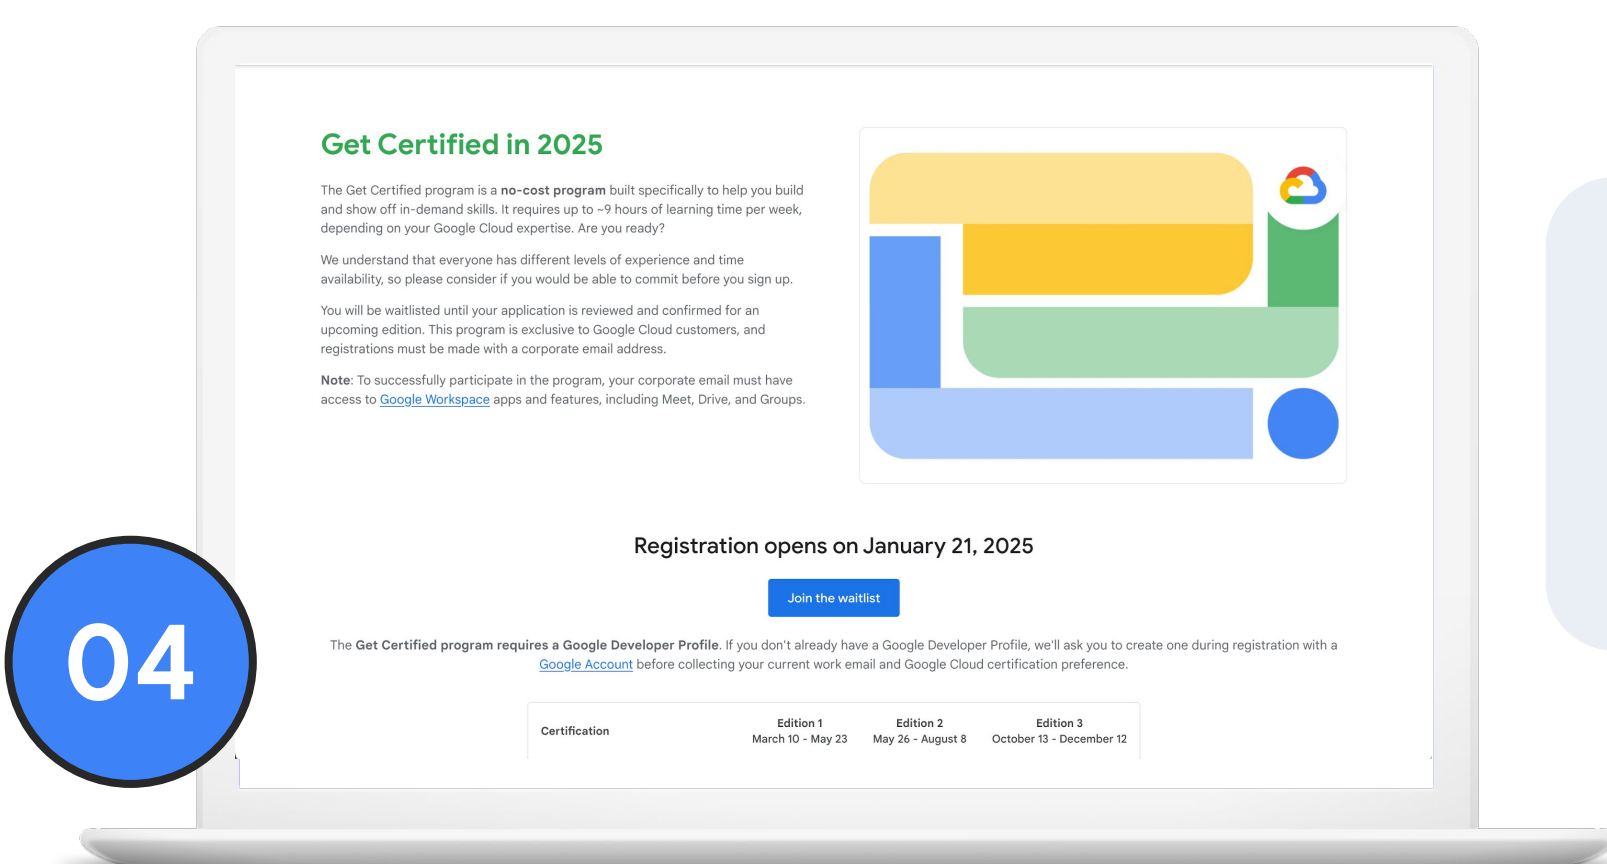 Get Certified in 2025
The Get Certified program is a no-cost program built specifically to help you build
and show off in-demand skills. It requires up to ~9 hours of learning time per week,
depending on your Google Cloud expertise. Are you ready?
We understand that everyone has different levels of experience and time
availability, so please consider if you would be able to commit before you sign up.
You will be waitlisted until your application is reviewed and confirmed for an
upcoming edition. This program is exclusive to Google Cloud customers, and
registrations must be made with a corporate email address.
Note: To successfully participate in the program, your corporate email must have
access to Google Workspace apps and features, including Meet, Drive, and Groups.
Registration opens on January 21, 2025
Join the waitlist
The Get Certified program requires a Google Developer Profile. If you don't already have a Google Developer Profile, we'll ask you to create one during registration with a
Google Account before collecting your current work email and Google Cloud certification preference.
Certification
Edition 1
March 10 - May 23
Edition 2
May 26 - August 8
Edition 3
October 13 - December 12
04